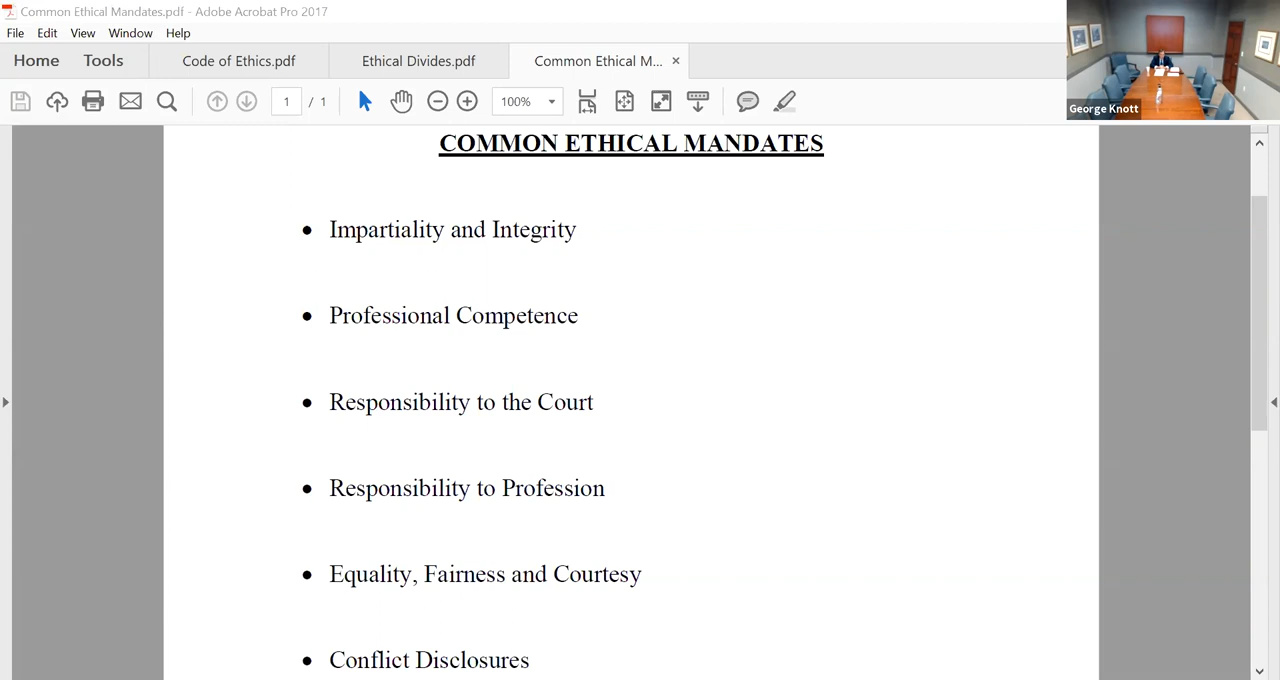 Common Ethical Mandates.pdf - Adobe Acrobat Pro 2017
File Edit View Window Help
Home Tools Code of Ethics.pdf Ethical Divides.pdf Common Ethical M... ×
1 / 1 100%
George Knott
COMMON ETHICAL MANDATES
• Impartiality and Integrity
• Professional Competence
• Responsibility to the Court
• Responsibility to Profession
• Equality, Fairness and Courtesy
• Conflict Disclosures